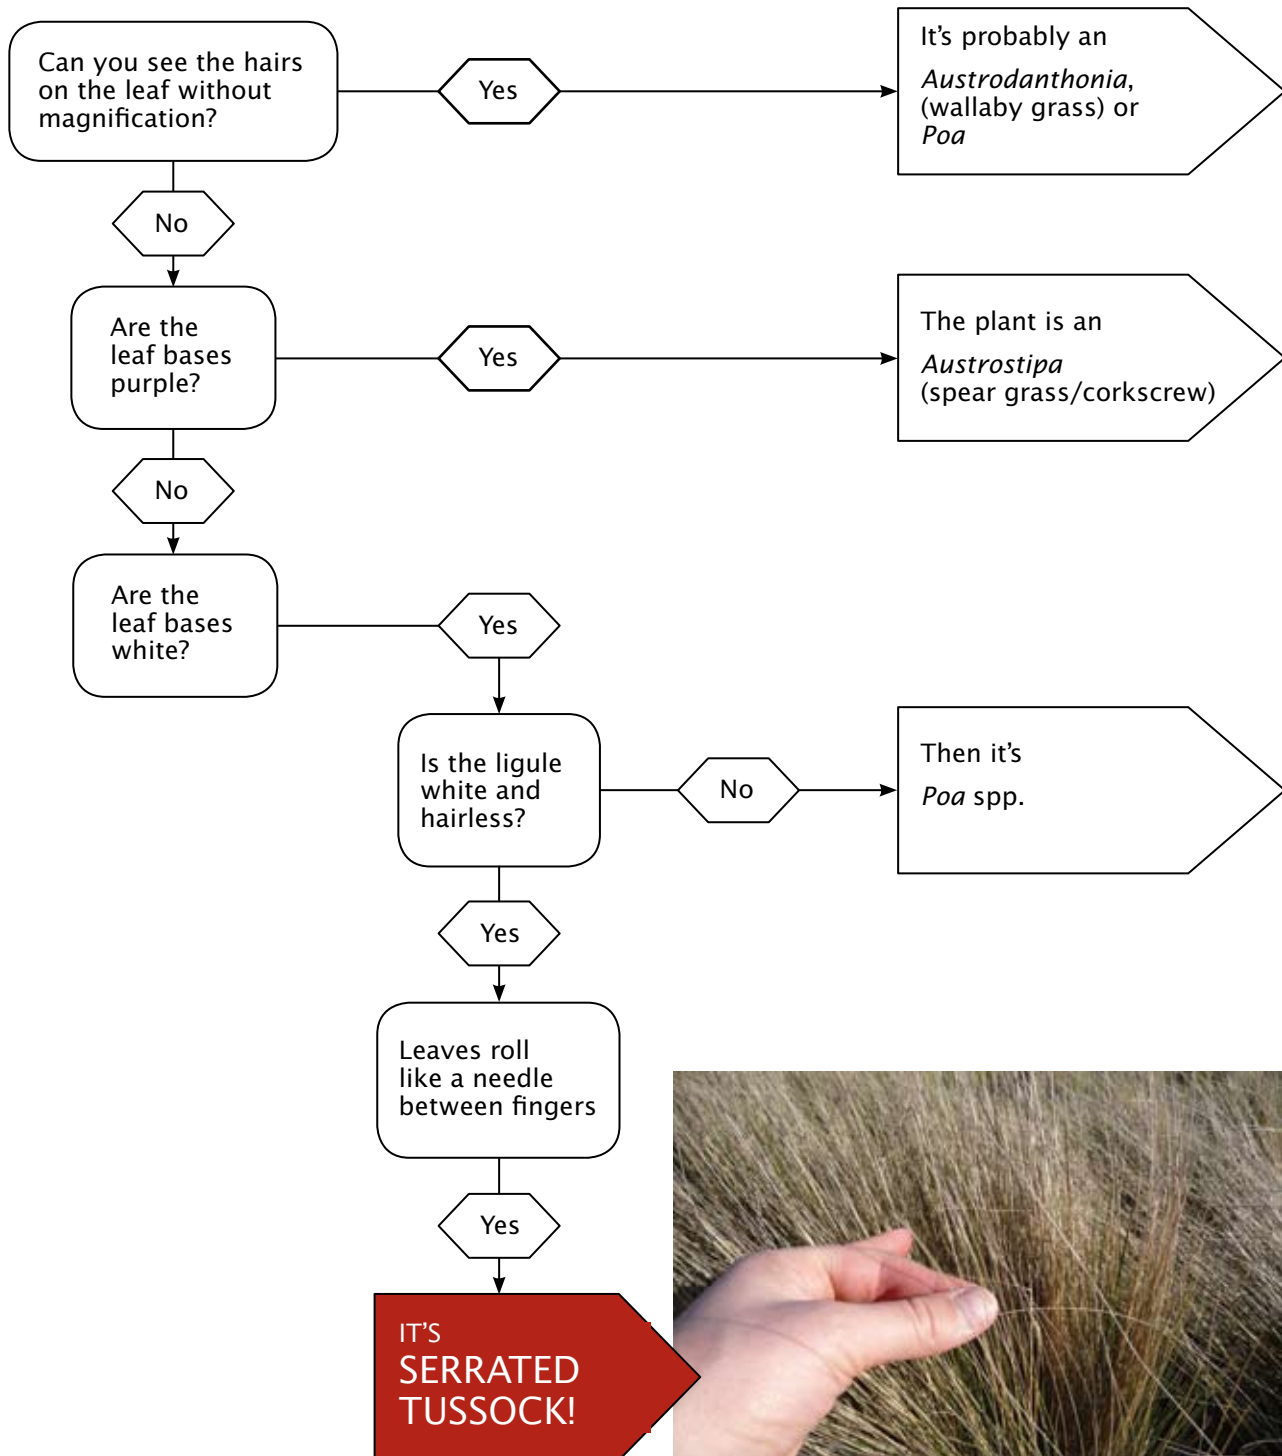 Can you see the hairs
on the leaf without
magnification?
Yes
It's probably an
Austrodanthonia,
(wallaby grass) or
Poa
No
Are the
leaf bases
purple?
Yes
The plant is an
Austrostipa
(spear grass/corkscrew)
No
Are the
leaf bases
white?
Yes
Is the ligule
white and
hairless?
No
Then it's
Poa spp.
Yes
Leaves roll
like a needle
between fingers
Yes
IT'S
SERRATED
TUSSOCK!